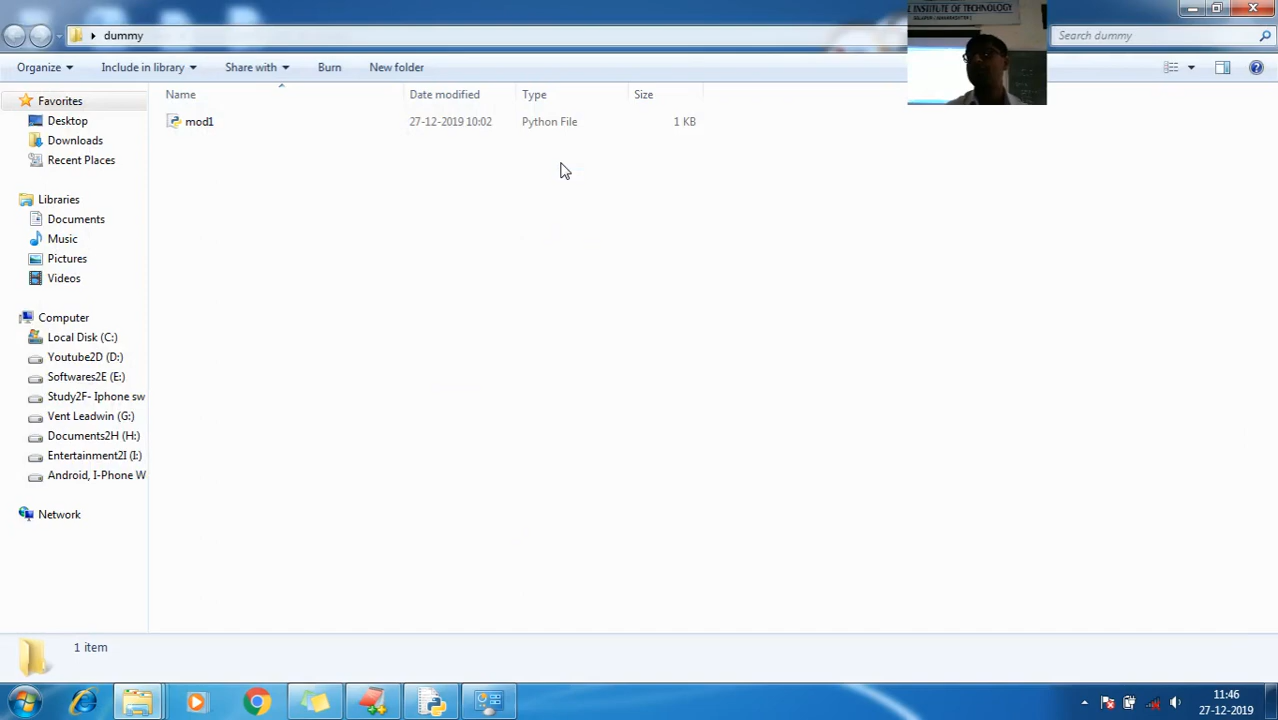 dummy
Search dummy
E INSTITUTE OF TECHNOLOGY
Organize
Include in library
Share with
Burn
New folder
Name
Date modified
Type
Size
Favorites
Desktop
Downloads
Recent Places
Libraries
Documents
Music
Pictures
Videos
Computer
Local Disk (C:)
Youtube2D (D:)
Softwares2E (E:)
Study2F- Iphone sw
Vent Leadwin (G:)
Documents2H (H:)
Entertainment2I (I:)
Android, I-Phone W
Network
mod1
27-12-2019 10:02
Python File
1 KB
1 item
11:46
27-12-2019